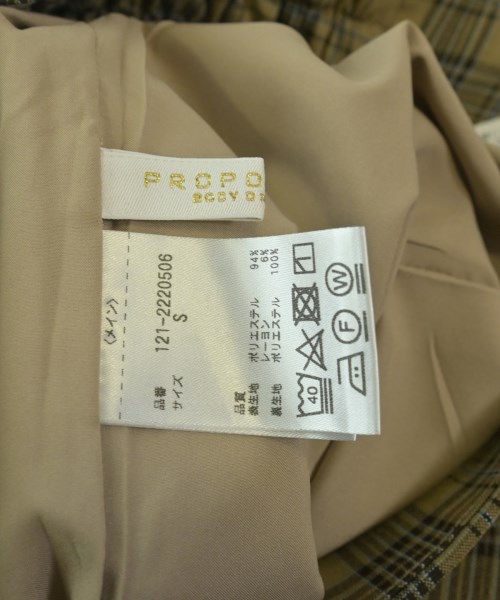 PROPO
BODY D
〈メイン〉
品番 121-2220506
サイズ S
品質
表生地 ポリエステル 94%
レーヨン 6%
裏生地 ポリエステル 100%
40
F W